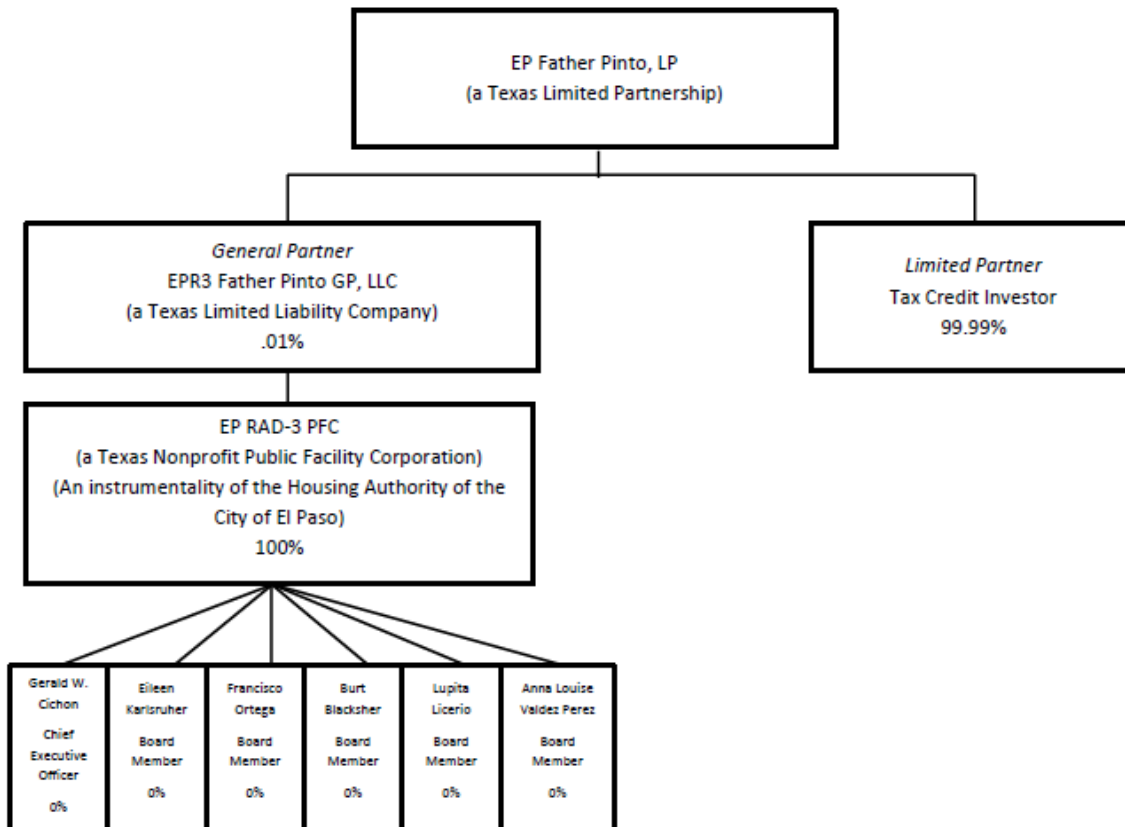 EP Father Pinto, LP
(a Texas Limited Partnership)
General Partner
EPR3 Father Pinto GP, LLC
(a Texas Limited Liability Company)
.01%
Limited Partner
Tax Credit Investor
99.99%
EP RAD-3 PFC
(a Texas Nonprofit Public Facility Corporation)
(An instrumentality of the Housing Authority of the
City of El Paso)
100%
Gerald W.
Cichon
Chief
Executive
Officer
0%
Eileen
Karlsruher
Board
Member
0%
Francisco
Ortega
Board
Member
0%
Burt
Blacksher
Board
Member
0%
Lupita
Licerio
Board
Member
0%
Anna Louise
Valdez Perez
Board
Member
0%